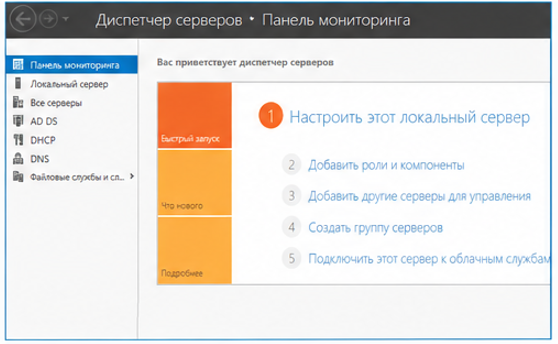 Диспетчер серверов • Панель мониторинга
Панель мониторинга
Локальный сервер
Все серверы
AD DS
DHCP
DNS
Файловые службы и сл...
Вас приветствует диспетчер серверов
Быстрый запуск
Что нового
Подробнее
1 Настроить этот локальный сервер
2 Добавить роли и компоненты
3 Добавить другие серверы для управления
4 Создать группу серверов
5 Подключить этот сервер к облачным службам